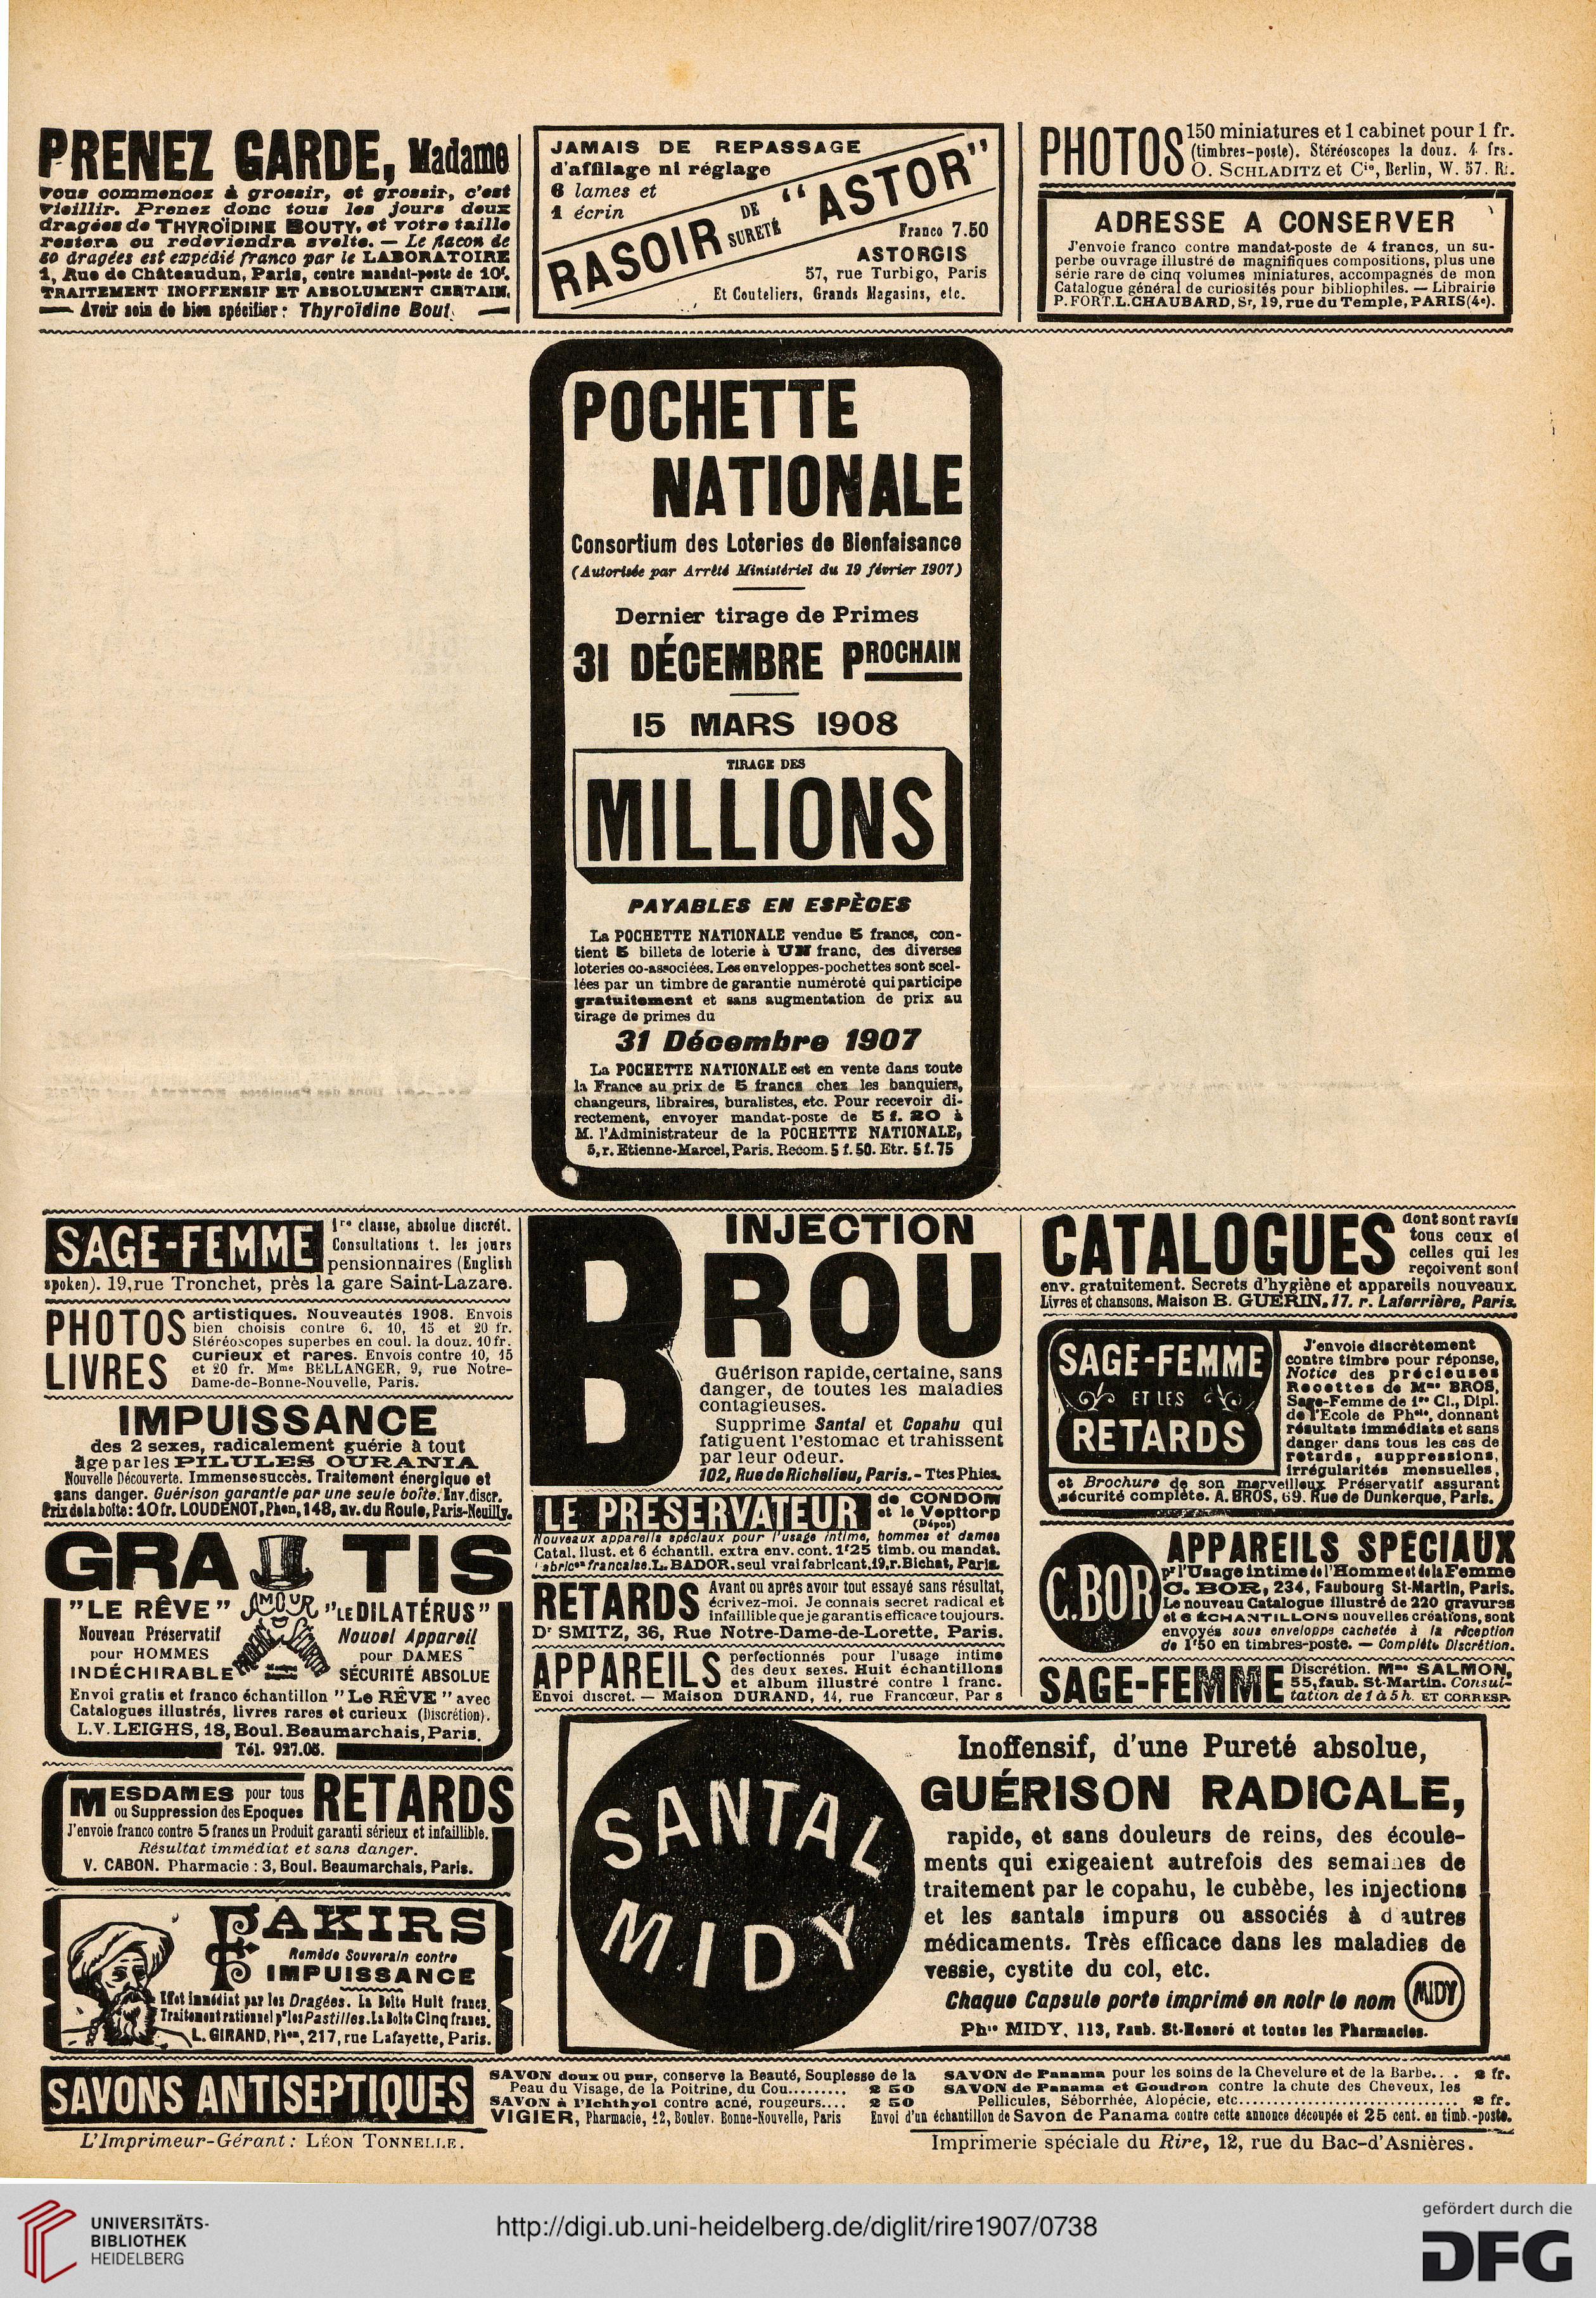 PRENEZ GARDE, Madame
vous commencez à grossir, et grossir, c'est
vieillir. Prenez donc tous les jours deux
dragées de THYROÏDINE BOUTY, et votre taille
restera ou redeviendra svelte. — Le flacon de
50 dragées est expédié franco par le LABORATOIRE
1, Rue de Châteaudun, Paris, contre mandat-poste de 10f.
TRAITEMENT INOFFENSIF ET ABSOLUMENT CERTAIN.
— Avoir soin de bien spécifier: Thyroïdine Bout —
JAMAIS DE REPASSAGE
d'affilage ni réglage
6 lames et
1 écrin
RASOIR DE SURETÉ "ASTOR"
Franco 7.50
ASTORGIS
57, rue Turbigo, Paris
Et Couteliers, Grands Magasins, etc.
PHOTOS 150 miniatures et 1 cabinet pour 1 fr.
(timbres-poste). Stéréoscopes la douz. 4 frs.
O. SCHLADITZ et Cie, Berlin, W. 57. R.
ADRESSE A CONSERVER
J'envoie franco contre mandat-poste de 4 francs, un su-
perbe ouvrage illustré de magnifiques compositions, plus une
série rare de cinq volumes miniatures, accompagnés de mon
Catalogue général de curiosités pour bibliophiles. — Librairie
P. FORT. L. CHAUBARD, Sr, 19, rue du Temple, PARIS (4e).
POCHETTE
NATIONALE
Consortium des Loteries de Bienfaisance
(Autorisée par Arrêté Ministériel du 19 février 1907)
Dernier tirage de Primes
31 DÉCEMBRE PROCHAIN
15 MARS 1908
TIRAGE DES
MILLIONS
PAYABLES EN ESPÈCES
La POCHETTE NATIONALE vendue 5 francs, con-
tient 5 billets de loterie à UN franc, des diverses
loteries co-associées. Les enveloppes-pochettes sont scel-
lées par un timbre de garantie numéroté qui participe
gratuitement et sans augmentation de prix au
tirage de primes du
31 Décembre 1907
La POCHETTE NATIONALE est en vente dans toute
la France au prix de 5 francs chez les banquiers,
changeurs, libraires, buralistes, etc. Pour recevoir di-
rectement, envoyer mandat-poste de 5 f. 20 à
M. l'Administrateur de la POCHETTE NATIONALE,
5, r. Etienne-Marcel, Paris. Recom. 5 f. 50. Etr. 5 f. 75
SAGE-FEMME 1re classe, absolue discrét.
Consultations t. les jours
pensionnaires (English
spoken). 19, rue Tronchet, près la gare Saint-Lazare.
PHOTOS artistiques. Nouveautés 1908. Envois
bien choisis contre 6, 10, 15 et 20 fr.
Stéréoscopes superbes en coul. la douz. 10 fr.
LIVRES curieux et rares. Envois contre 10, 15
et 20 fr. Mme BELLANGER, 9, rue Notre-
Dame-de-Bonne-Nouvelle, Paris.
IMPUISSANCE
des 2 sexes, radicalement guérie à tout
âge par les PILULES OURANIA
Nouvelle Découverte. Immense succès. Traitement énergique et
sans danger. Guérison garantie par une seule boîte. Env. discr.
Prix de la boîte: 10 fr. LOUDENOT, Phen, 148, av. du Roule, Paris-Neuilly.
GRATIS
AMOUR
PRUDENCE
"LE RÊVE"
Nouveau Préservatif
pour HOMMES
INDÉCHIRABLE
"LE DILATÉRUS"
Nouvel Appareil
pour DAMES
SÉCURITÉ ABSOLUE
Envoi gratis et franco échantillon "Le RÊVE" avec
Catalogues illustrés, livres rares et curieux (Discrétion).
L. V. LEIGHS, 18, Boul. Beaumarchais, Paris.
Tél. 927.05.
MESDAMES pour tous RETARDS
ou Suppression des Epoques
J'envoie franco contre 5 francs un Produit garanti sérieux et infaillible.
Résultat immédiat et sans danger.
V. CABON. Pharmacie: 3, Boul. Beaumarchais, Paris.
FAKIRS
Remède Souverain contre
IMPUISSANCE
Effet immédiat par les Dragées. La Boîte Huit francs.
Traitement rationnel pr les Pastilles. La Boîte Cinq francs.
L. GIRAND, Phen, 217, rue Lafayette, Paris.
INJECTION
BROU
Guérison rapide, certaine, sans
danger, de toutes les maladies
contagieuses.
Supprime Santal et Copahu qui
fatiguent l'estomac et trahissent
par leur odeur.
102, Rue de Richelieu, Paris. - Ttes Phies.
LE PRESERVATEUR de CONDOM
et le Vepttorp
(Dépos)
Nouveaux appareils spéciaux pour l'usage intime, hommes et dames
Catal. illust. et 6 échantil. extra env. cont. 1f25 timb. ou mandat.
abricon française. L. BADOR, seul vrai fabricant, 19, r. Bichat, Paris.
RETARDS Avant ou après avoir tout essayé sans résultat,
écrivez-moi. Je connais secret radical et
infaillible que je garantis efficace toujours.
Dr SMITZ, 36, Rue Notre-Dame-de-Lorette, Paris.
APPAREILS perfectionnés pour l'usage intime
des deux sexes. Huit échantillons
et album illustré contre 1 franc.
Envoi discret. — Maison DURAND, 14, rue Francœur, Par s
CATALOGUES dont sont ravis
tous ceux et
celles qui les
reçoivent sont
env. gratuitement. Secrets d'hygiène et appareils nouveaux.
Livres et chansons. Maison B. GUERIN, 17, r. Laferrière, Paris.
SAGE-FEMME
ET LES
RETARDS
J'envoie discrètement
contre timbre pour réponse,
Notice des précieuses
Recettes de Mme BROS,
Sage-Femme de 1re Cl., Dipl.
de l'Ecole de Phcie, donnant
résultats immédiats et sans
danger dans tous les cas de
retards, suppressions,
irrégularités mensuelles,
et Brochure de son merveilleux Préservatif assurant
sécurité complète. A. BROS, 69, Rue de Dunkerque, Paris.
C. BOR
APPAREILS SPÉCIAUX
pr l'Usage intime de l'Homme et de la Femme
C. BOR, 234, Faubourg St-Martin, Paris.
Le nouveau Catalogue illustré de 220 gravures
et 6 ÉCHANTILLONS nouvelles créations, sont
envoyés sous enveloppe cachetée à la réception
de 1f50 en timbres-poste. — Complète Discrétion.
SAGE-FEMME Discrétion. Mme SALMON,
55, faub. St-Martin. Consul-
tation de 1 à 5 h. ET CORRESP.
SANTAL
MIDY
Inoffensif, d'une Pureté absolue,
GUÉRISON RADICALE,
rapide, et sans douleurs de reins, des écoule-
ments qui exigeaient autrefois des semaines de
traitement par le copahu, le cubèbe, les injections
et les santals impurs ou associés à d autres
médicaments. Très efficace dans les maladies de
vessie, cystite du col, etc.
Chaque Capsule porte imprimé en noir le nom MIDY
Phie MIDY, 113, Faub. St-Honoré et toutes les Pharmacies.
SAVONS ANTISEPTIQUES
SAVON doux ou pur, conserve la Beauté, Souplesse de la
Peau du Visage, de la Poitrine, du Cou......... 2 50
SAVON à l'Ichthyol contre acné, rougeurs.... 2 50
VIGIER, Pharmacie, 12, Boulev. Bonne-Nouvelle, Paris
SAVON de Panama pour les soins de la Chevelure et de la Barbe... 2 fr.
SAVON de Panama et Goudron contre la chute des Cheveux, les
Pellicules, Séborrhée, Alopécie, etc. 2 fr.
Envoi d'un échantillon de Savon de Panama contre cette annonce découpée et 25 cent. en timb.-poste.
L'Imprimeur-Gérant: LÉON TONNELLE.
Imprimerie spéciale du Rire, 12, rue du Bac-d'Asnières.
UNIVERSITÄTS-
BIBLIOTHEK
HEIDELBERG
http://digi.ub.uni-heidelberg.de/diglit/rire1907/0738
gefördert durch die
DFG